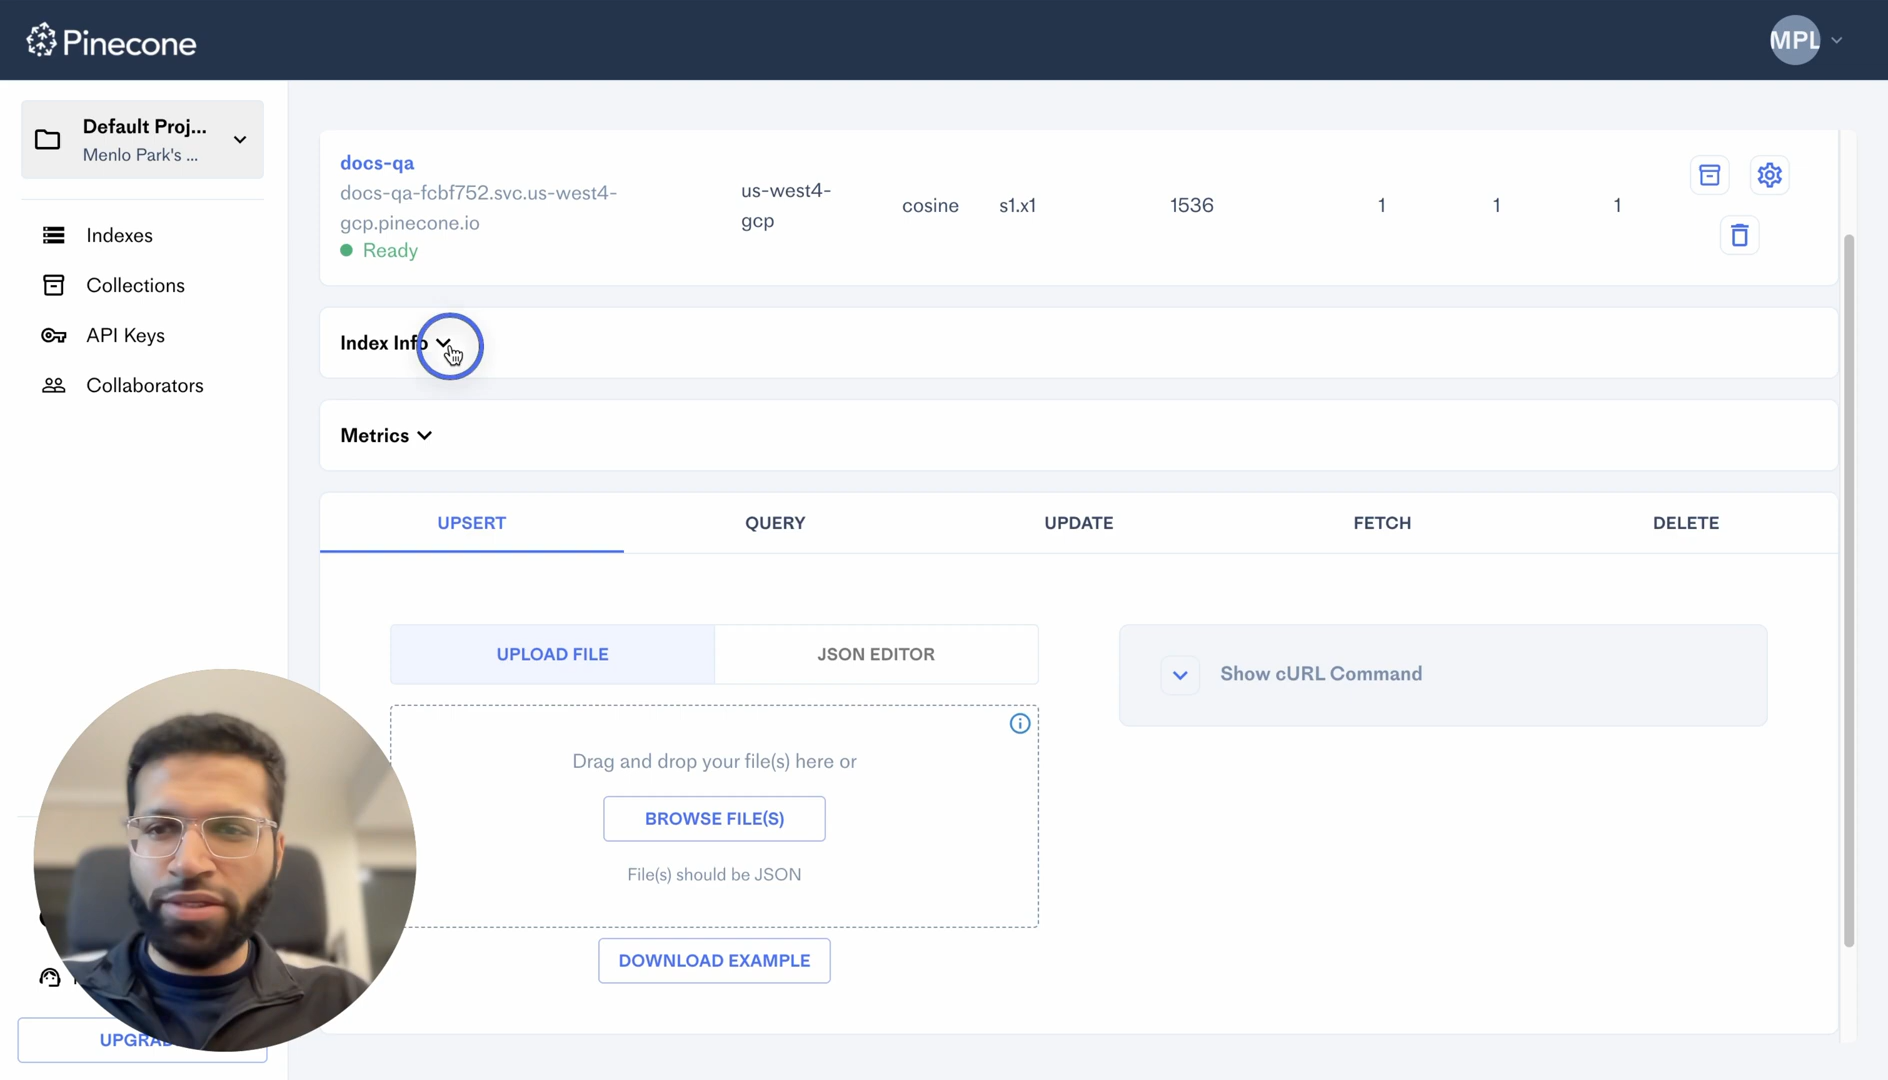 Pinecone
MPL
Default Proj...
Menlo Park's ...
Indexes
Collections
API Keys
Collaborators
docs-qa
docs-qa-fcbf752.svc.us-west4-
gcp.pinecone.io
Ready
us-west4-
gcp
cosine
s1.x1
1536
1
1
1
Index Info
Metrics
UPSERT
QUERY
UPDATE
FETCH
DELETE
UPLOAD FILE
JSON EDITOR
Show cURL Command
Drag and drop your file(s) here or
BROWSE FILE(S)
File(s) should be JSON
DOWNLOAD EXAMPLE